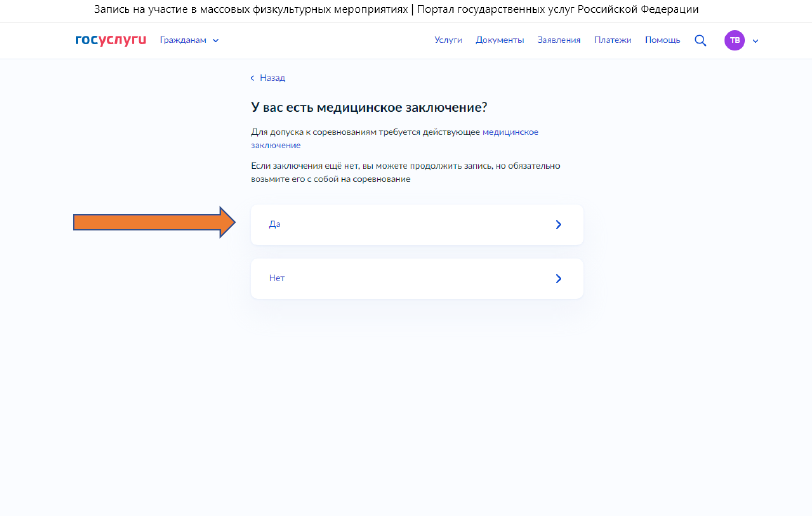 Запись на участие в массовых физкультурных мероприятиях | Портал государственных услуг Российской Федерации
госуслуги Гражданам Услуги Документы Заявления Платежи Помощь ТВ
Назад
У вас есть медицинское заключение?
Для допуска к соревнованиям требуется действующее медицинское
заключение
Если заключения ещё нет, вы можете продолжить запись, но обязательно
возьмите его с собой на соревнование
Да
Нет